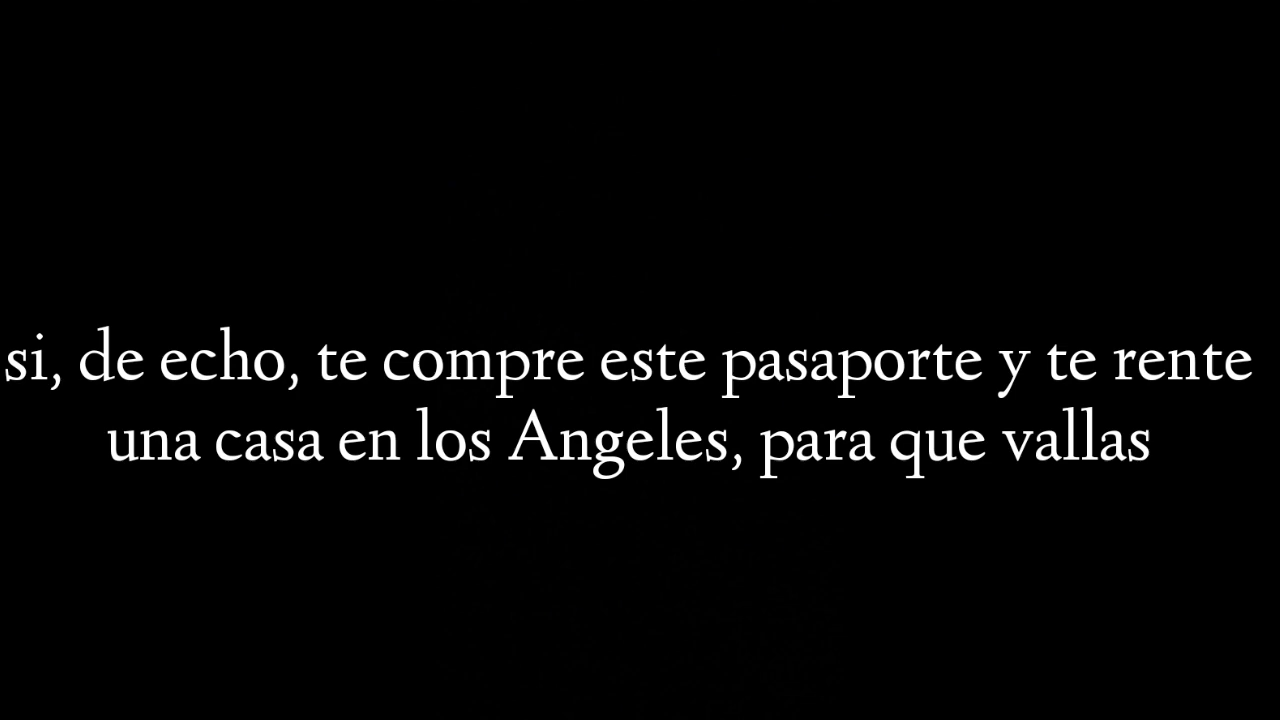 si, de echo, te compre este pasaporte y te rente
una casa en los Angeles, para que vallas